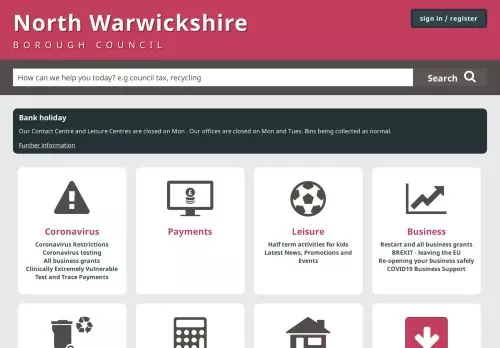 North Warwickshire
BOROUGH COUNCIL
sign in / register
How can we help you today? e.g council tax, recycling
Search
Bank holiday
Our Contact Centre and Leisure Centres are closed on Mon . Our offices are closed on Mon and Tues. Bins being collected as normal.
Further information
Coronavirus
Coronavirus Restrictions
Coronavirus testing
All business grants
Clinically Extremely Vulnerable
Test and Trace Payments
Payments
£
Leisure
Half term activities for kids
Latest News, Promotions and
Events
Business
Restart and all business grants
BREXIT - leaving the EU
Re-opening your business safely
COVID19 Business Support